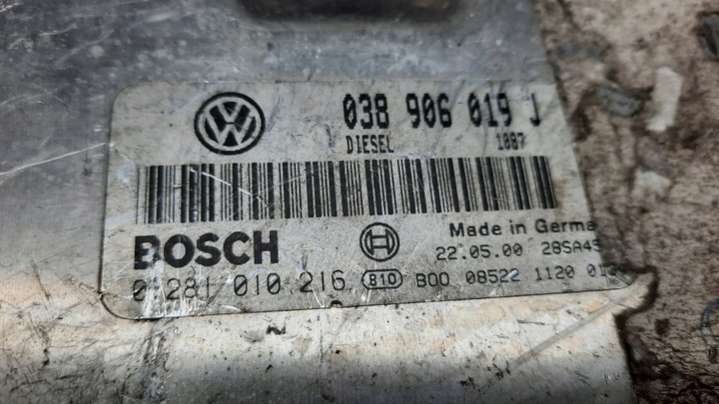 038 906 019 J
DIESEL 1087
BOSCH
Made in Germa
22.05.00 28SA45
0 281 010 216 810 B00 08522 1120